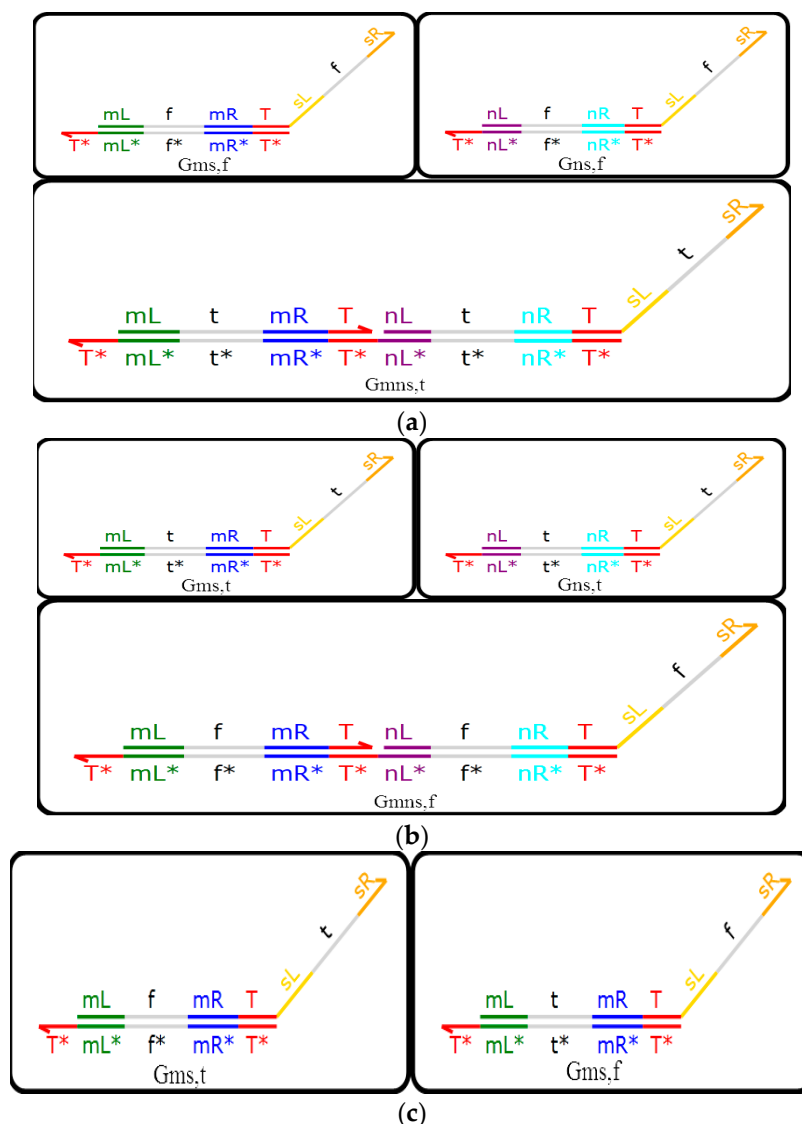 sR sR
f f
sL sL
mL f mR T nL f nR T
T* mL* f* mR* T* T* nL* f* nR* T*
Gms,f Gns,f
sR
t
sL
mL t mR T nL t nR T
T* mL* t* mR* T* nL* t* nR* T*
Gmns,t
(a)
sR sR
t t
sL sL
mL t mR T nL t nR T
T* mL* t* mR* T* T* nL* t* nR* T*
Gms,t Gns,t
sR
f
sL
mL f mR T nL f nR T
T* mL* f* mR* T* nL* f* nR* T*
Gmns,f
(b)
sR sR
t f
sL sL
mL f mR T mL t mR T
T* mL* f* mR* T* T* mL* t* mR* T*
Gms,t Gms,f
(c)